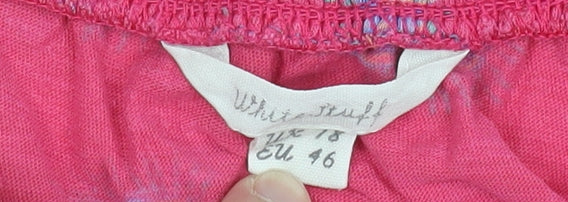 White Stuff
UK 18
EU 46